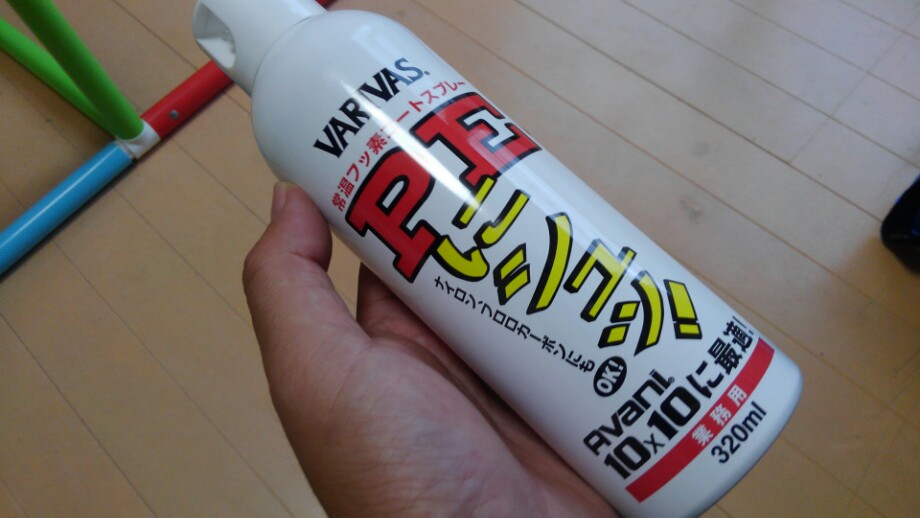 VARIVAS®
常温フッ素コートスプレー
PEにシュッ!!
ナイロン、フロロカーボンにもOK!
Avani
10×10に最適!
業務用
320ml